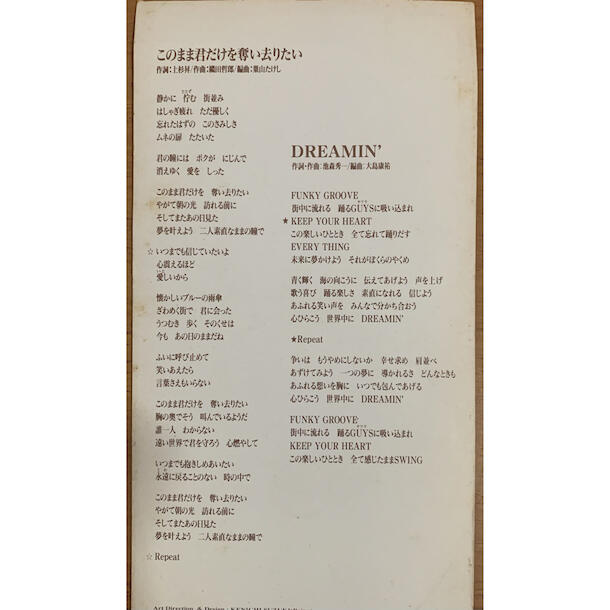 このまま君だけを奪い去りたい
作詞:上杉昇/作曲:織田哲郎/編曲:葉山たけし
静かに 佇む 街並み
はしゃぎ疲れ ただ優しく
忘れたはずの このさみしさ
ムネの扉 たたいた
君の瞳には ボクが にじんで
消えゆく 愛を しった
このまま君だけを 奪い去りたい
やがて朝の光 訪れる前に
そしてまたあの日見た
夢を叶えよう 二人素直なままの瞳で
☆いつまでも信じていたいよ
心震えるほど
愛しいから
懐かしいブルーの雨傘
ざわめく街で 君に会った
うつむき 歩く そのくせは
今も あの日のままだね
ふいに呼び止めて
笑いあえたら
言葉さえもいらない
このまま君だけを 奪い去りたい
胸の奥でそう 叫んでいるようだ
誰一人 わからない
遠い世界で君を守ろう 心燃やして
いつまでも抱きしめあいたい
永遠に戻ることのない 時の中で
このまま君だけを 奪い去りたい
やがて朝の光 訪れる前に
そしてまたあの日見た
夢を叶えよう 二人素直なままの瞳で
☆Repeat
DREAMIN'
作詞・作曲:池森秀一/編曲:大島康祐
FUNKY GROOVE
街中に流れる 踊るGUYSに吸い込まれ
★KEEP YOUR HEART
この楽しいひととき 全て忘れて踊りだす
EVERY THING
未来に夢かけよう それがぼくらのやくめ
青く輝く 海の向こうに 伝えてあげよう 声を上げ
歌う喜び 踊る楽しさ 素直になれる 信じよう
あふれる笑い声を みんなで分かち合おう
心ひらこう 世界中に DREAMIN'
★Repeat
争いは もうやめにしないか 幸せ求め 肩並べ
あずけてみよう 一つの夢に 導かれるさ どんなときも
あふれる想いを胸に いつでも包んであげる
心ひらこう 世界中に DREAMIN'
FUNKY GROOVE
街中に流れる 踊るGUYSに吸い込まれ
KEEP YOUR HEART
この楽しいひととき 全て感じたままSWING
Art Direction & Design : KENICHI